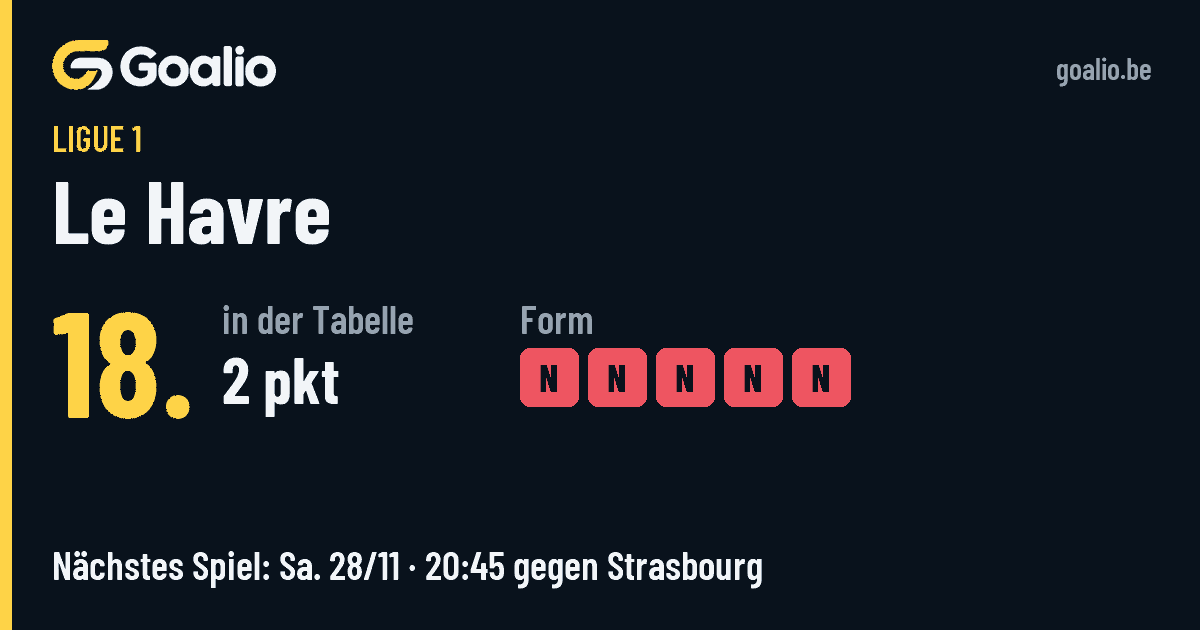 Goalio
goalio.be
LIGUE 1
Le Havre
18.
in der Tabelle
2 pkt
Form
N N N N N
Nächstes Spiel: Sa. 28/11 · 20:45 gegen Strasbourg